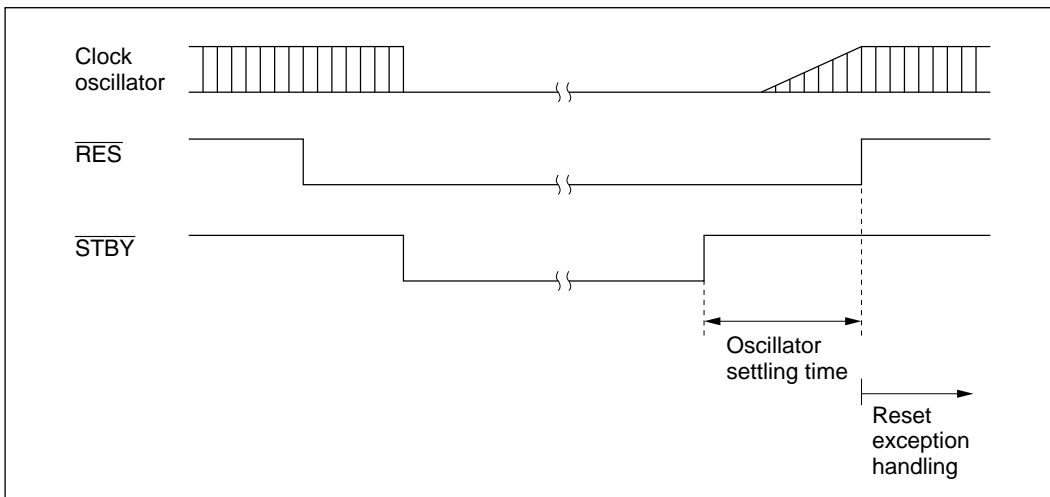 Clock
oscillator
RES
STBY
Oscillator
settling time
Reset
exception
handling